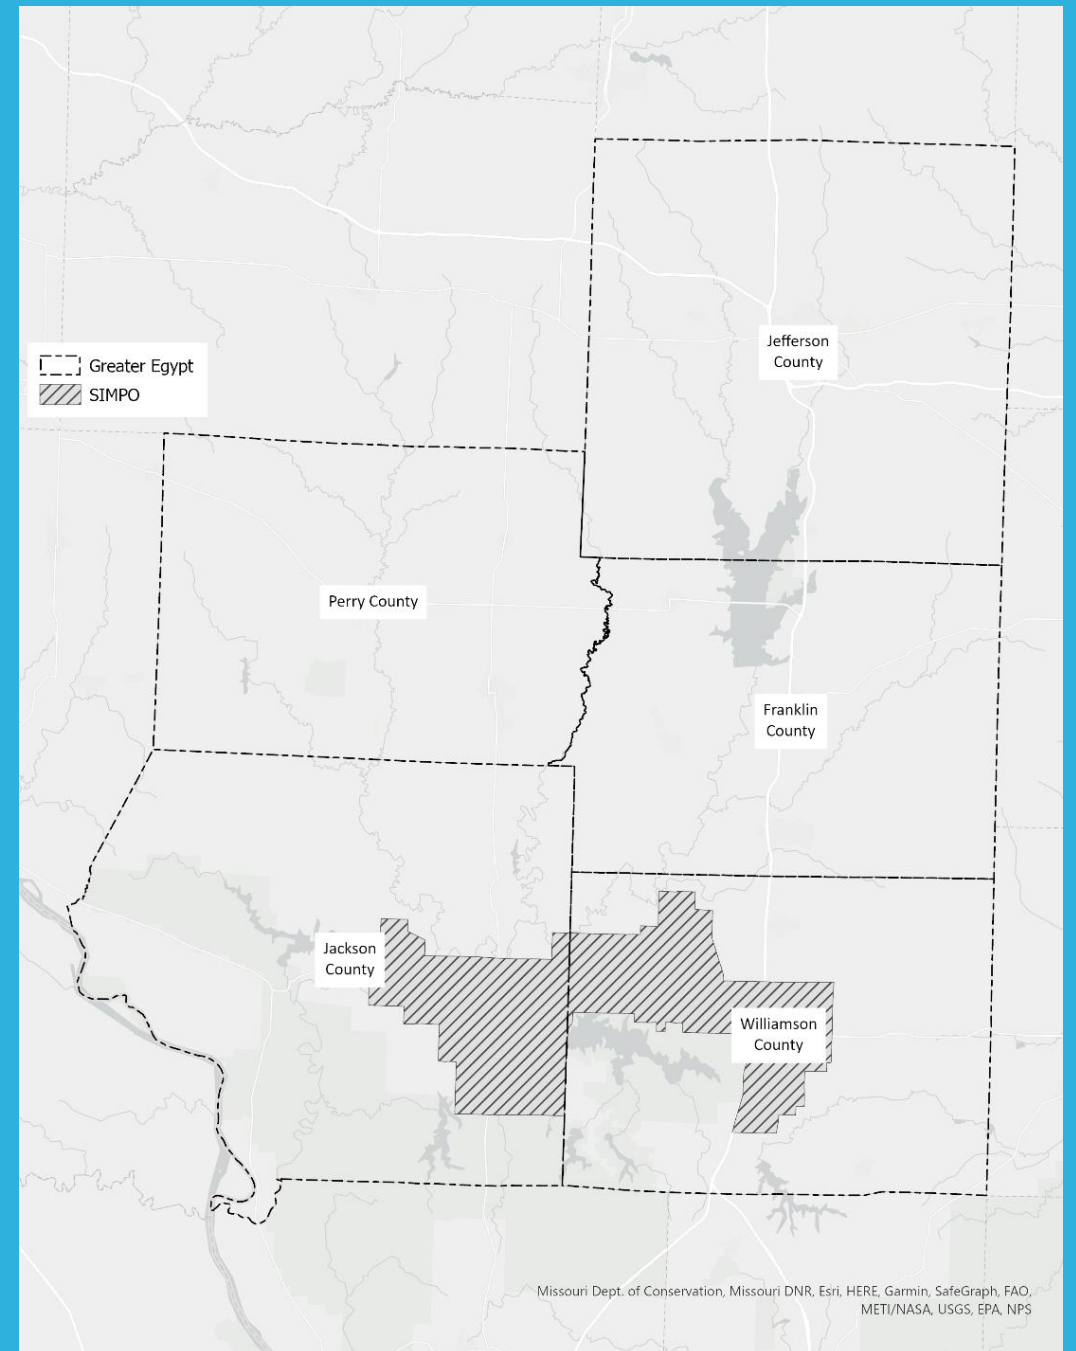 Jefferson
County
Greater Egypt
SIMPO
Perry County
Franklin
County
Jackson
County
Williamson
County
Missouri Dept. of Conservation, Missouri DNR, Esri, HERE, Garmin, SafeGraph, FAO,
METI/NASA, USGS, EPA, NPS